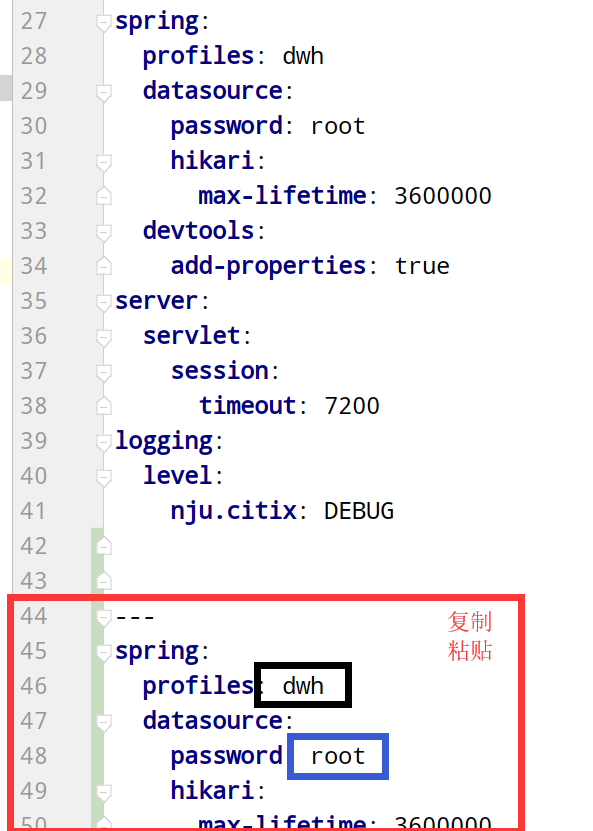 27 spring:
28 profiles: dwh
29 datasource:
30 password: root
31 hikari:
32 max-lifetime: 3600000
33 devtools:
34 add-properties: true
35 server:
36 servlet:
37 session:
38 timeout: 7200
39 logging:
40 level:
41 nju.citix: DEBUG
42
43
44 --- 复制
45 spring: 粘贴
46 profiles: dwh
47 datasource:
48 password root
49 hikari:
50 max-lifetime: 3600000